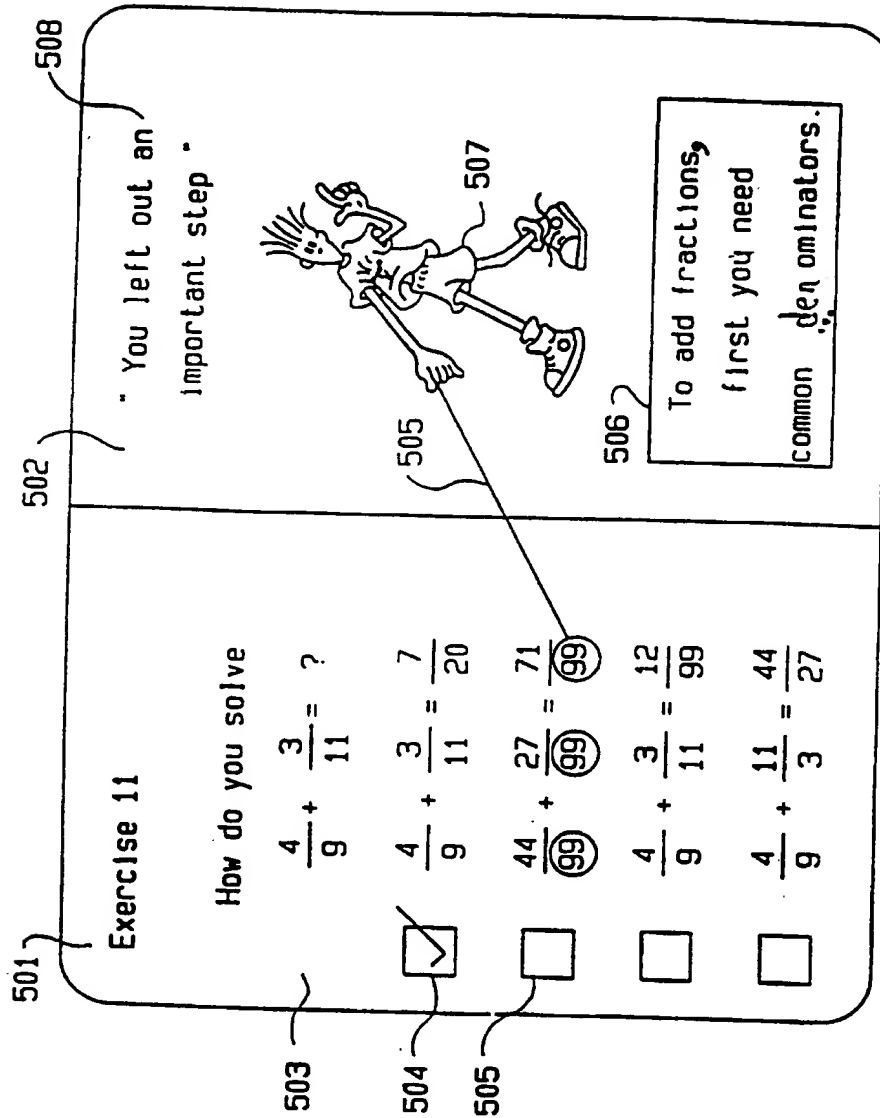 501
502
508
Exercise 11
How do you solve
503
4/9 + 3/11 = ?
504
4/9 + 3/11 = 7/20
505
44/99 + 27/99 = 71/99
4/9 + 3/11 = 12/99
4/9 + 11/3 = 44/27
" You left out an
important step "
505
507
506
To add fractions,
first you need
common denominators.